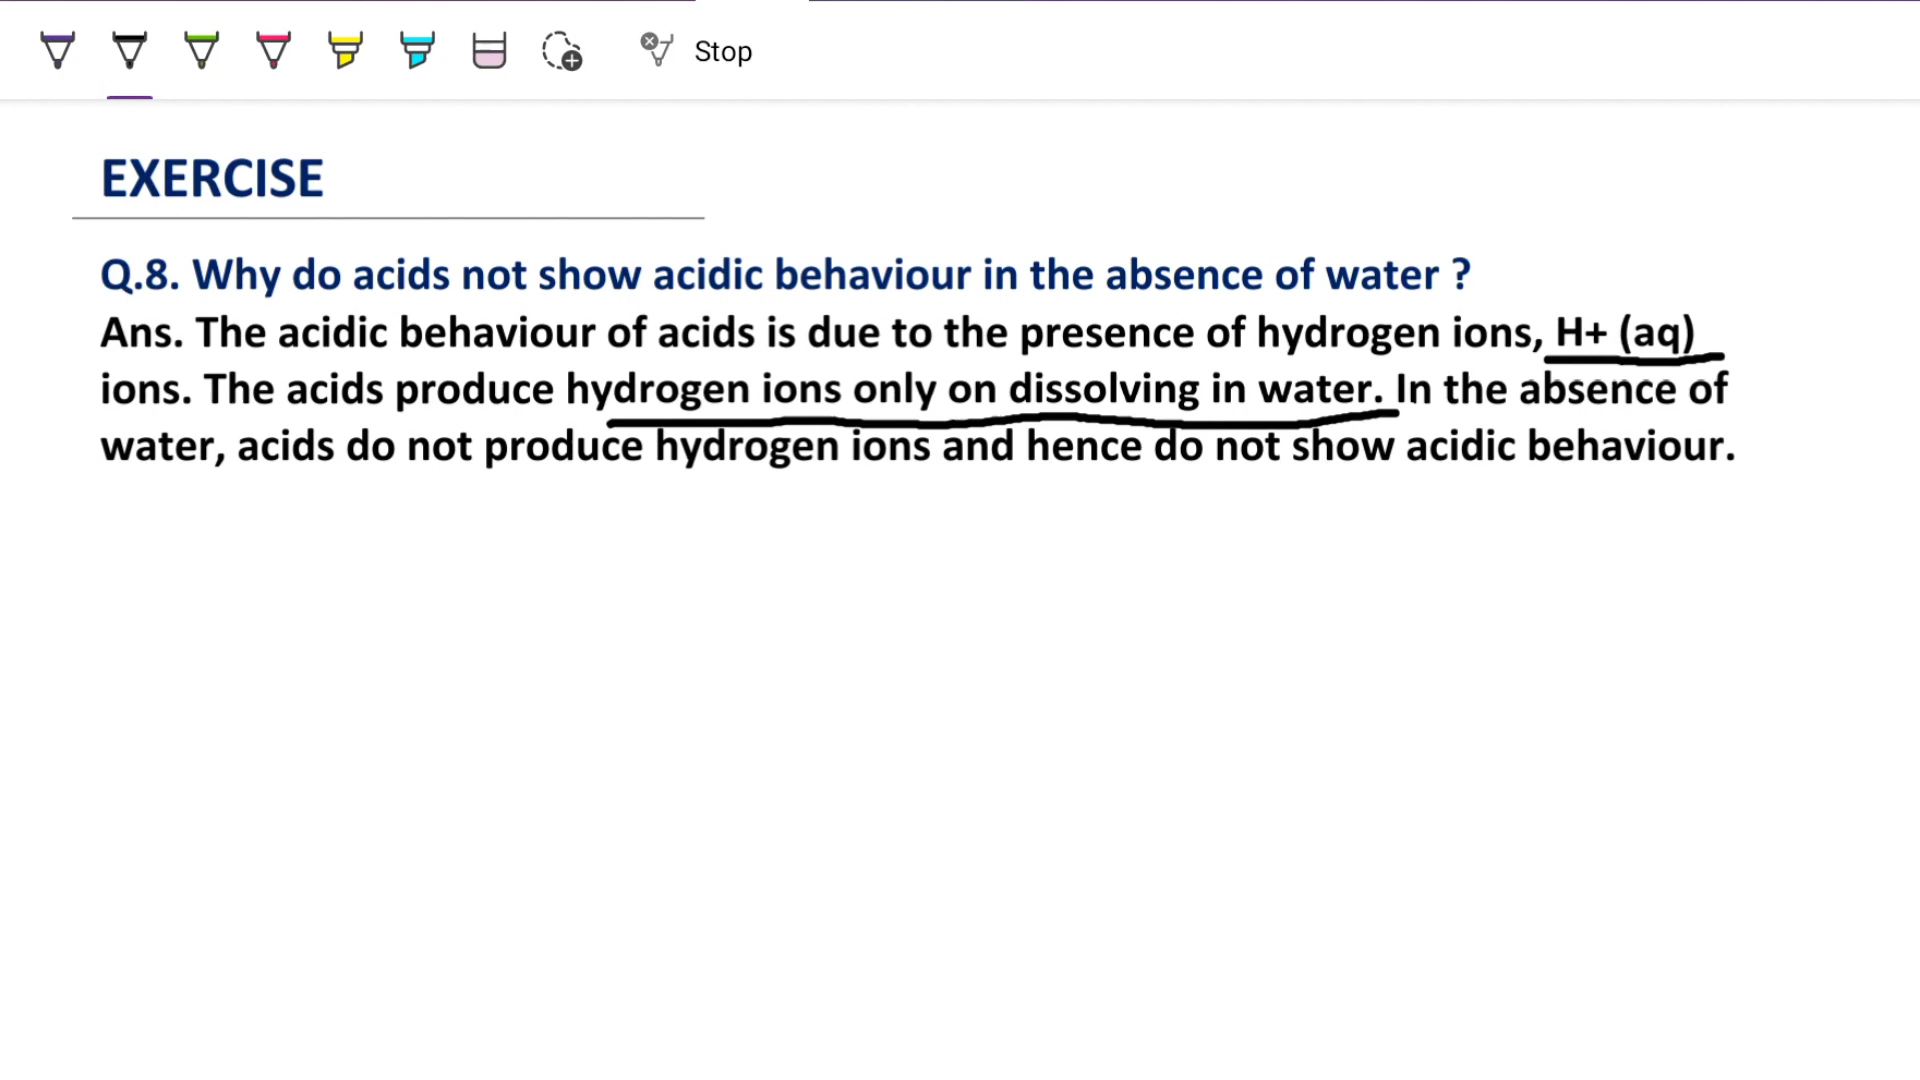 Stop
EXERCISE
Q.8. Why do acids not show acidic behaviour in the absence of water ?
Ans. The acidic behaviour of acids is due to the presence of hydrogen ions, H+ (aq)
ions. The acids produce hydrogen ions only on dissolving in water. In the absence of
water, acids do not produce hydrogen ions and hence do not show acidic behaviour.